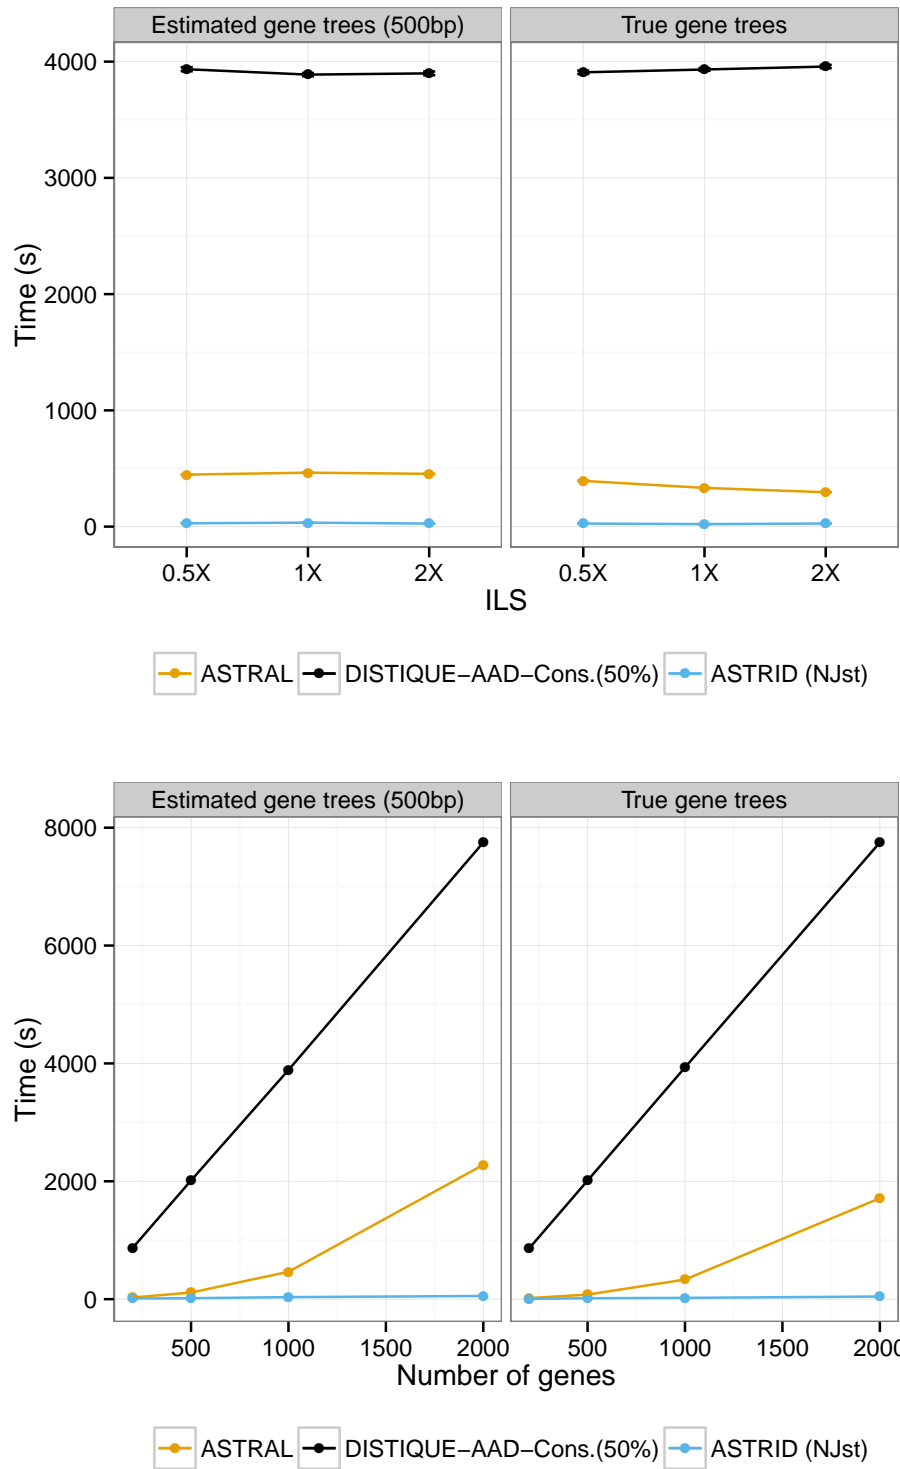 Estimated gene trees (500bp) True gene trees
4000
3000
2000
1000
0
Time (s)
0.5X 1X 2X 0.5X 1X 2X
ILS
ASTRAL DISTIQUE−AAD−Cons.(50%) ASTRID (NJst)
Estimated gene trees (500bp) True gene trees
8000
6000
4000
2000
0
Time (s)
500 1000 1500 2000 500 1000 1500 2000
Number of genes
ASTRAL DISTIQUE−AAD−Cons.(50%) ASTRID (NJst)